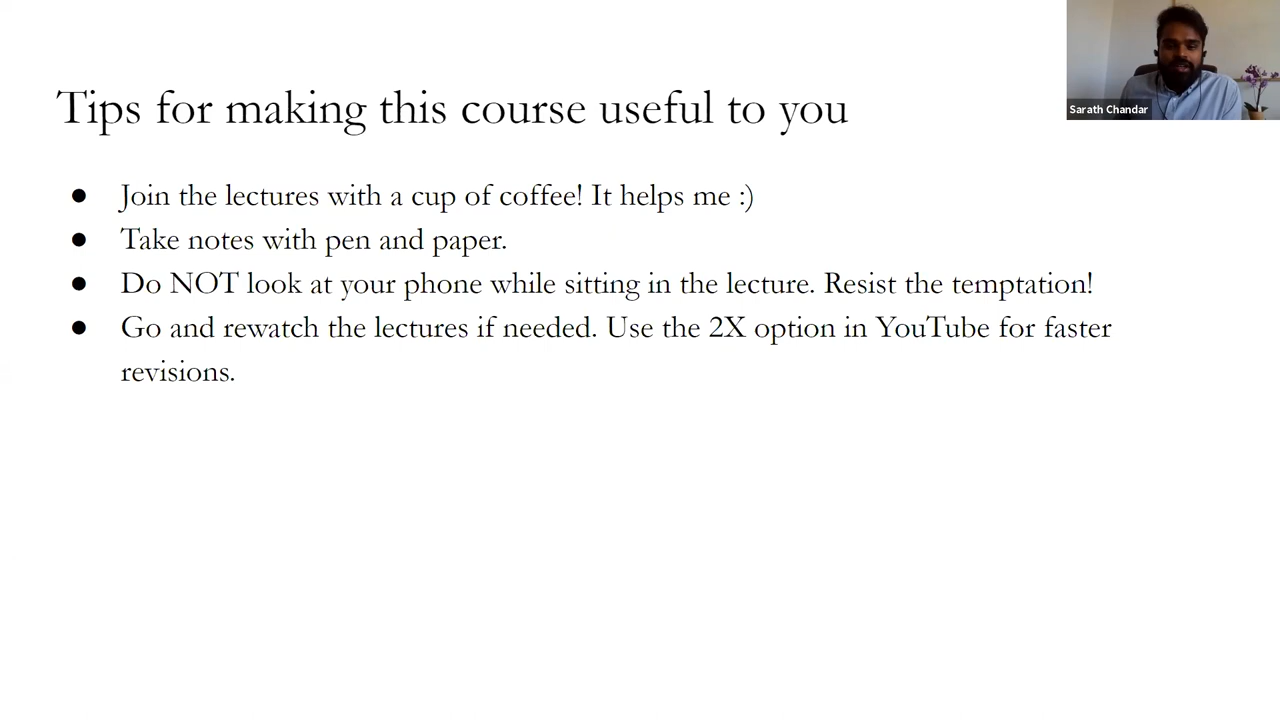 Tips for making this course useful to you
Sarath Chandar
● Join the lectures with a cup of coffee! It helps me :)
● Take notes with pen and paper.
● Do NOT look at your phone while sitting in the lecture. Resist the temptation!
● Go and rewatch the lectures if needed. Use the 2X option in YouTube for faster
revisions.